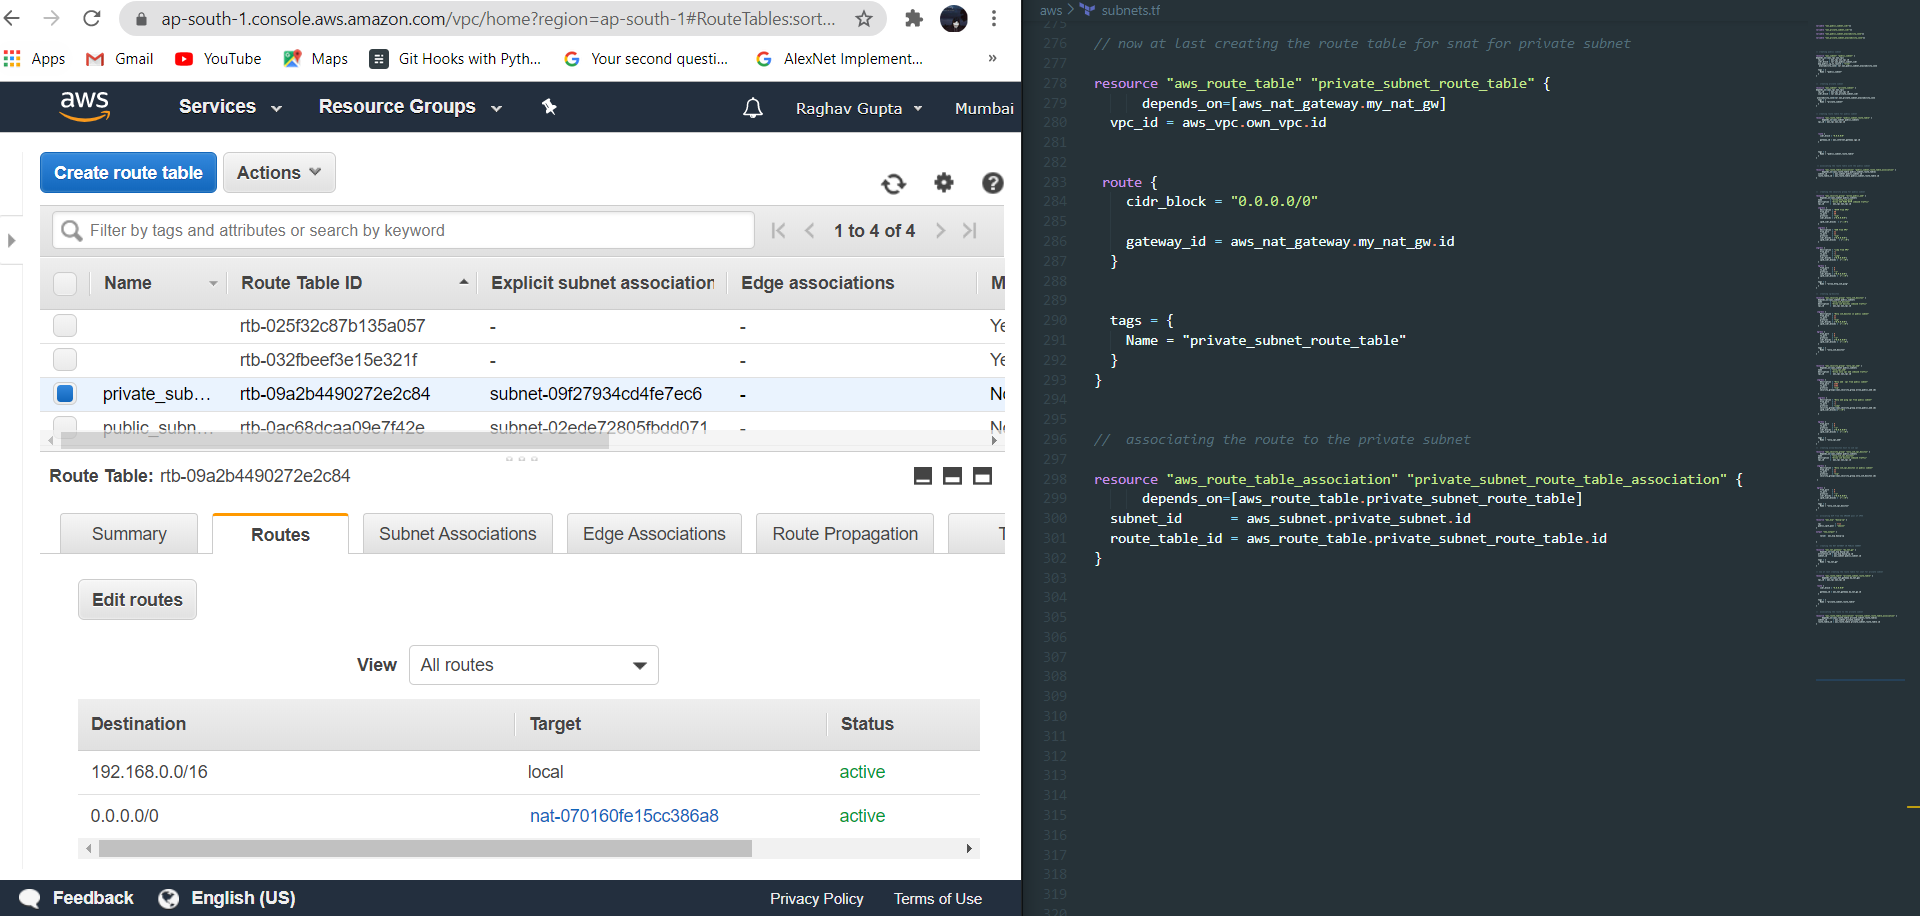 ap-south-1.console.aws.amazon.com/vpc/home?region=ap-south-1#RouteTables:sort...
Apps Gmail YouTube Maps Git Hooks with Pyth... Your second questi... AlexNet Implement... »
aws Services Resource Groups Raghav Gupta Mumbai
Create route table Actions
Filter by tags and attributes or search by keyword 1 to 4 of 4
Name Route Table ID Explicit subnet association Edge associations M
rtb-025f32c87b135a057 - - Ye
rtb-032fbeef3e15e321f - - Ye
private_sub... rtb-09a2b4490272e2c84 subnet-09f27934cd4fe7ec6 - No
public_subn... rtb-0ac68dcaa09e7f42e subnet-02ede72805fbdd071 - No
Route Table: rtb-09a2b4490272e2c84
Summary Routes Subnet Associations Edge Associations Route Propagation T
Edit routes
View All routes
Destination Target Status
192.168.0.0/16 local active
0.0.0.0/0 nat-070160fe15cc386a8 active
Feedback English (US) Privacy Policy Terms of Use
aws > subnets.tf
275
276 // now at last creating the route table for snat for private subnet
277
278 resource "aws_route_table" "private_subnet_route_table" {
279 depends_on=[aws_nat_gateway.my_nat_gw]
280 vpc_id = aws_vpc.own_vpc.id
281
282
283 route {
284 cidr_block = "0.0.0.0/0"
285
286 gateway_id = aws_nat_gateway.my_nat_gw.id
287 }
288
289
290 tags = {
291 Name = "private_subnet_route_table"
292 }
293 }
294
295
296 // associating the route to the private subnet
297
298 resource "aws_route_table_association" "private_subnet_route_table_association" {
299 depends_on=[aws_route_table.private_subnet_route_table]
300 subnet_id = aws_subnet.private_subnet.id
301 route_table_id = aws_route_table.private_subnet_route_table.id
302 }
303
304
305
306
307
308
309
310
311
312
313
314
315
316
317
318
319
320